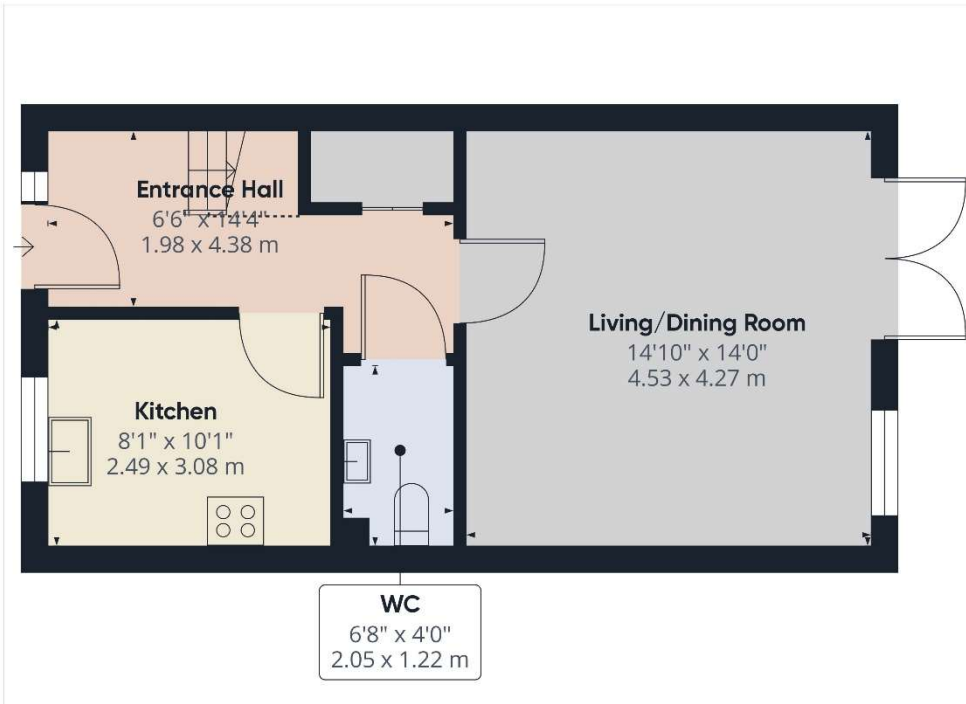 Entrance Hall
6'6" x 14'4"
1.98 x 4.38 m
Living/Dining Room
14'10" x 14'0"
4.53 x 4.27 m
Kitchen
8'1" x 10'1"
2.49 x 3.08 m
WC
6'8" x 4'0"
2.05 x 1.22 m